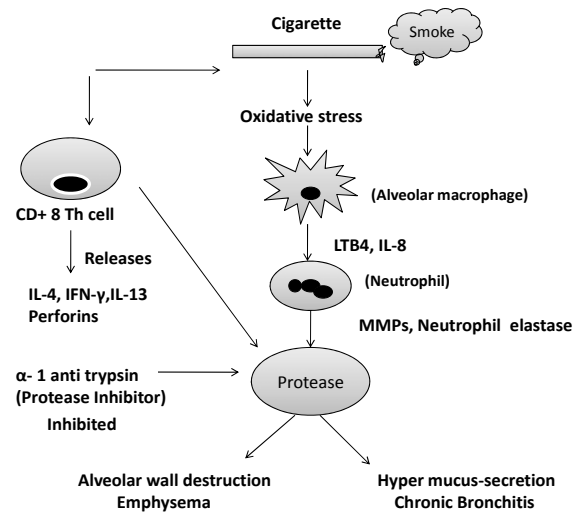 Cigarette
Smoke
Oxidative stress
(Alveolar macrophage)
CD+ 8 Th cell
LTB4, IL-8
Releases
(Neutrophil)
IL-4, IFN-γ,IL-13
Perforins
MMPs, Neutrophil elastase
α- 1 anti trypsin
(Protease Inhibitor)
Inhibited
Protease
Alveolar wall destruction
Emphysema
Hyper mucus-secretion
Chronic Bronchitis